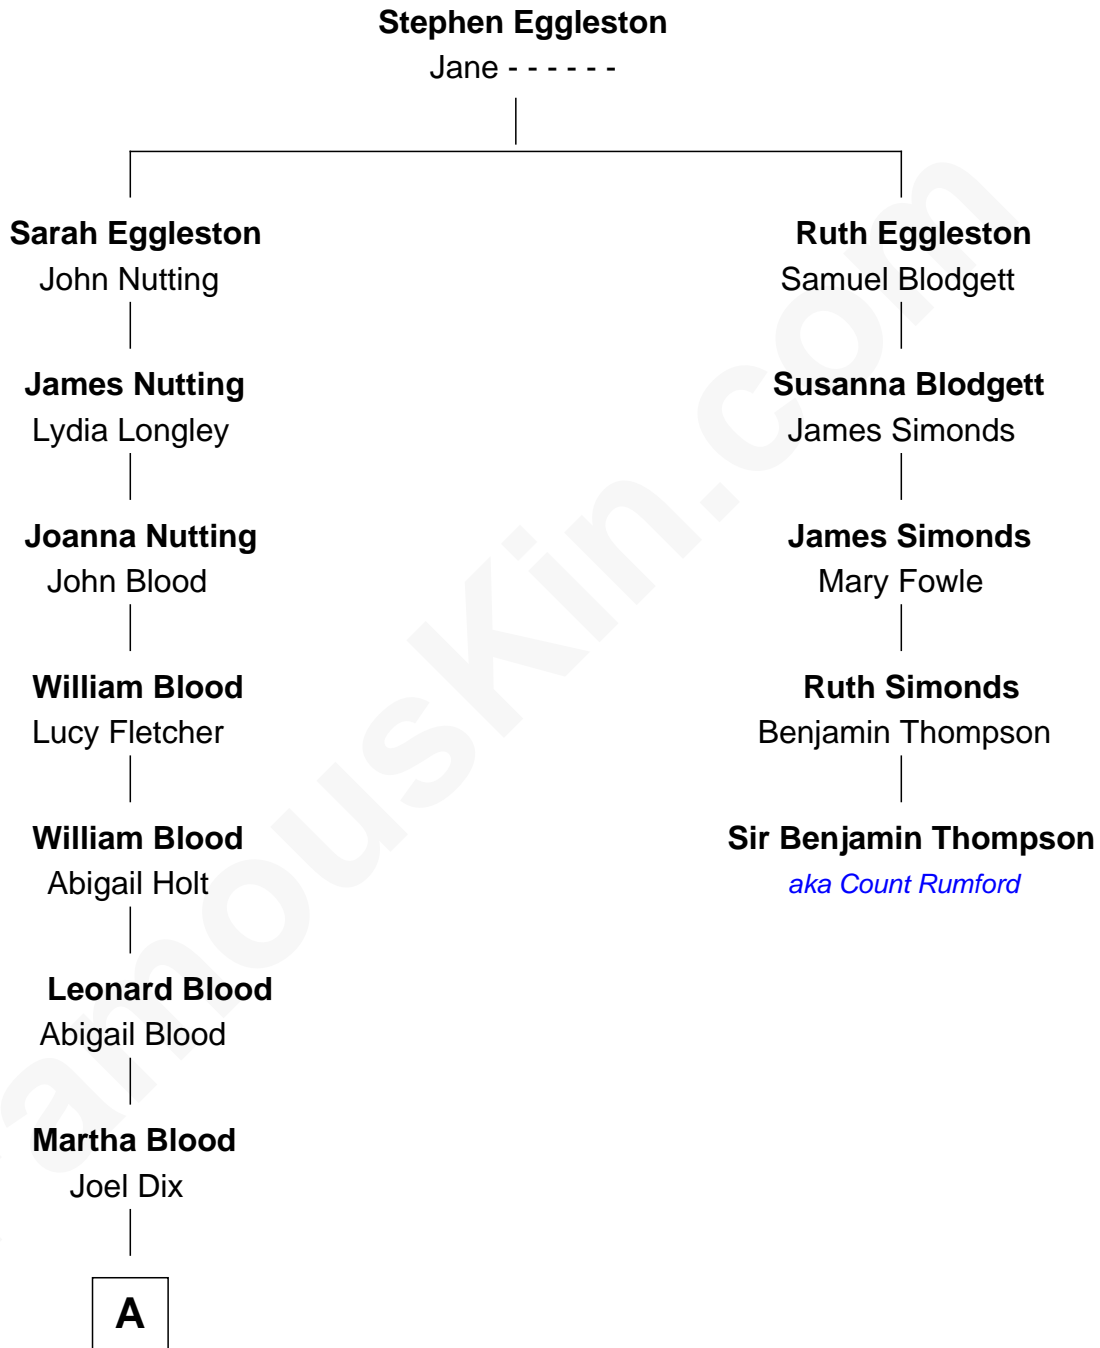 Stephen Eggleston
Jane - - - - - -
Sarah Eggleston
John Nutting
Ruth Eggleston
Samuel Blodgett
James Nutting
Lydia Longley
Susanna Blodgett
James Simonds
Joanna Nutting
John Blood
James Simonds
Mary Fowle
William Blood
Lucy Fletcher
Ruth Simonds
Benjamin Thompson
William Blood
Abigail Holt
Sir Benjamin Thompson
aka Count Rumford
Leonard Blood
Abigail Blood
Martha Blood
Joel Dix
A
amousKin.com